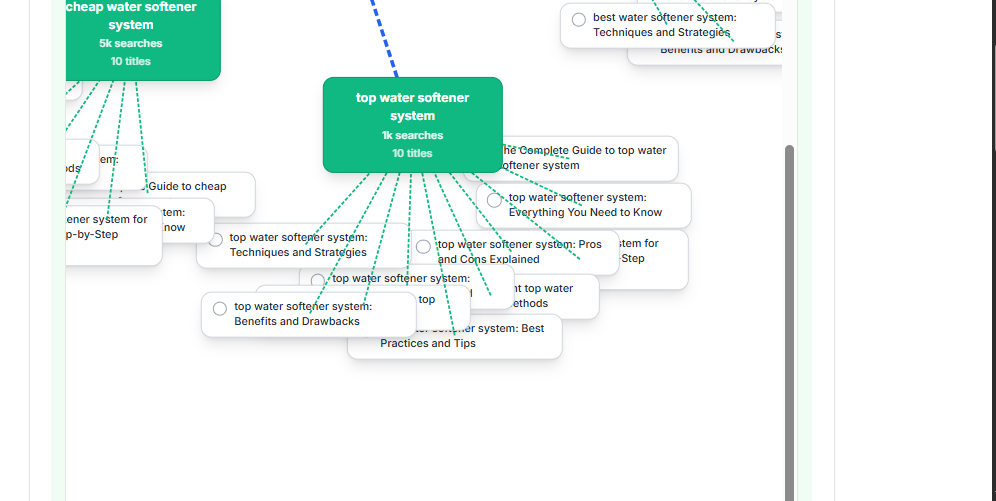 cheap water softener
system
5k searches
10 titles
best water softener system:
Techniques and Strategies
Benefits and Drawbacks
top water softener
system
1k searches
10 titles
The Complete Guide to top water
softener system
em:
Guide to cheap
top water softener system:
Everything You Need to Know
tem:
now
ener system for
p-by-Step
top water softener system:
Techniques and Strategies
top water softener system: Pros
and Cons Explained
stem for
-Step
top water softener system:
top
nt top water
ethods
top water softener system:
Benefits and Drawbacks
softener system: Best
Practices and Tips